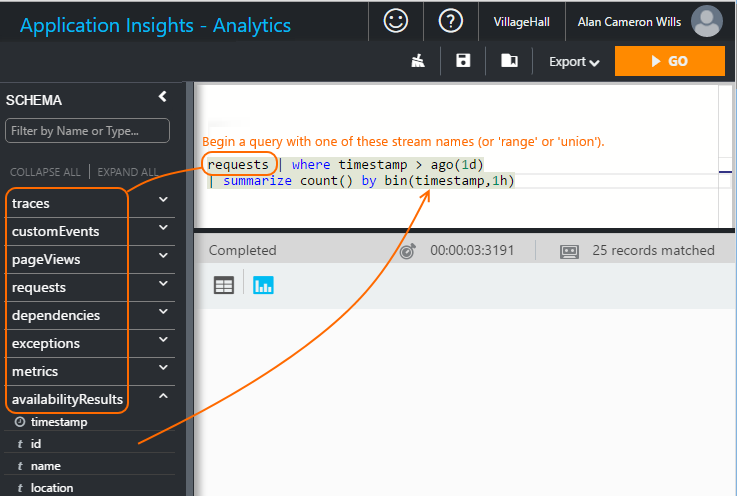 Application Insights - Analytics
VillageHall
Alan Cameron Wills
Export
GO
SCHEMA
Filter by Name or Type...
COLLAPSE ALL
EXPAND ALL
traces
customEvents
pageViews
requests
dependencies
exceptions
metrics
availabilityResults
timestamp
t id
t name
t location
Begin a query with one of these stream names (or 'range' or 'union').
requests | where timestamp > ago(1d)
| summarize count() by bin(timestamp,1h)
Completed
00:00:03:3191
25 records matched